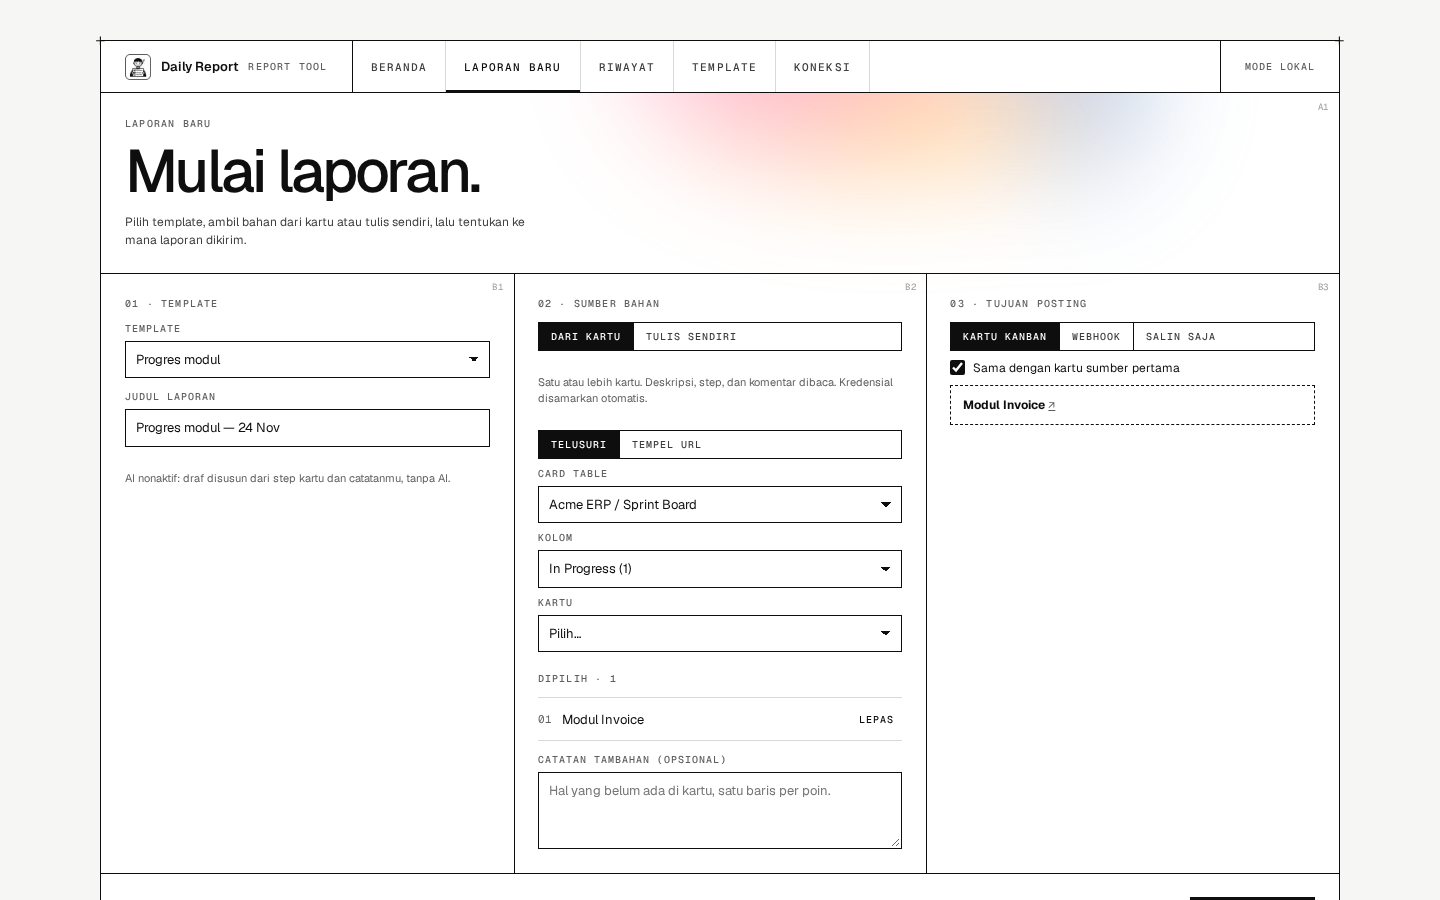 Daily Report REPORT TOOL
BERANDA
LAPORAN BARU
RIWAYAT
TEMPLATE
KONEKSI
MODE LOKAL
A1
LAPORAN BARU
Mulai laporan.
Pilih template, ambil bahan dari kartu atau tulis sendiri, lalu tentukan ke
mana laporan dikirim.
B1
01 · TEMPLATE
TEMPLATE
Progres modul
JUDUL LAPORAN
Progres modul — 24 Nov
AI nonaktif: draf disusun dari step kartu dan catatanmu, tanpa AI.
B2
02 · SUMBER BAHAN
DARI KARTU
TULIS SENDIRI
Satu atau lebih kartu. Deskripsi, step, dan komentar dibaca. Kredensial
disamarkan otomatis.
TELUSURI
TEMPEL URL
CARD TABLE
Acme ERP / Sprint Board
KOLOM
In Progress (1)
KARTU
Pilih…
DIPILIH · 1
01 Modul Invoice
LEPAS
CATATAN TAMBAHAN (OPSIONAL)
Hal yang belum ada di kartu, satu baris per poin.
B3
03 · TUJUAN POSTING
KARTU KANBAN
WEBHOOK
SALIN SAJA
Sama dengan kartu sumber pertama
Modul Invoice ↗